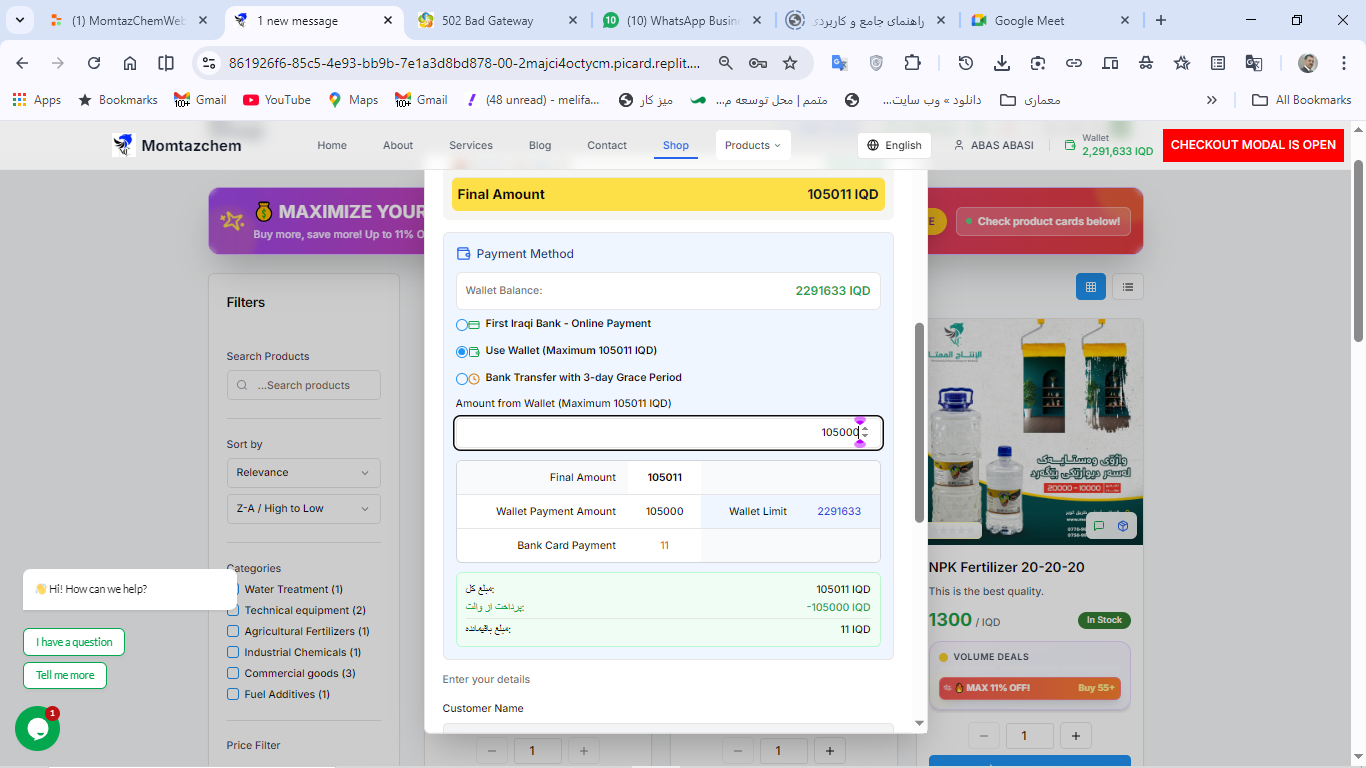 (1) MomtazChemWeb
1 new message
502 Bad Gateway
(10) WhatsApp Busin
راهنمای جامع و کاربردی
Google Meet
861926f6-85c5-4e93-bb9b-7e1a3d8bd878-00-2majci4octycm.picard.replit....
Apps
Bookmarks
Gmail
YouTube
Maps
Gmail
(48 unread) - melifa...
میز کار
متمم | محل توسعه م...
دانلود » وب سایت...
معماری
All Bookmarks
Momtazchem
Home
About
Services
Blog
Contact
Shop
Products
English
ABAS ABASI
Wallet
2,291,633 IQD
CHECKOUT MODAL IS OPEN
MAXIMIZE YOUR
Buy more, save more! Up to 11% O
E
Check product cards below!
Filters
Search Products
...Search products
Sort by
Relevance
Z-A / High to Low
Categories
Water Treatment (1)
Technical equipment (2)
Agricultural Fertilizers (1)
Industrial Chemicals (1)
Commercial goods (3)
Fuel Additives (1)
Price Filter
👋 Hi! How can we help?
I have a question
Tell me more
1
Final Amount 105011 IQD
Payment Method
Wallet Balance: 2291633 IQD
First Iraqi Bank - Online Payment
Use Wallet (Maximum 105011 IQD)
Bank Transfer with 3-day Grace Period
Amount from Wallet (Maximum 105011 IQD)
105000
Final Amount 105011
Wallet Payment Amount 105000 Wallet Limit 2291633
Bank Card Payment 11
مبلغ کل: 105011 IQD
پرداخت از والت: -105000 IQD
مبلغ باقیمانده: 11 IQD
Enter your details
Customer Name
1
1
الإنتاج الممتا
واژۆی وەستایەک
لەسەر دیوارێکی بێگەرد
20000 - 10000
NPK Fertilizer 20-20-20
This is the best quality.
1300 / IQD
In Stock
VOLUME DEALS
🔥 MAX 11% OFF!
Buy 55+
1